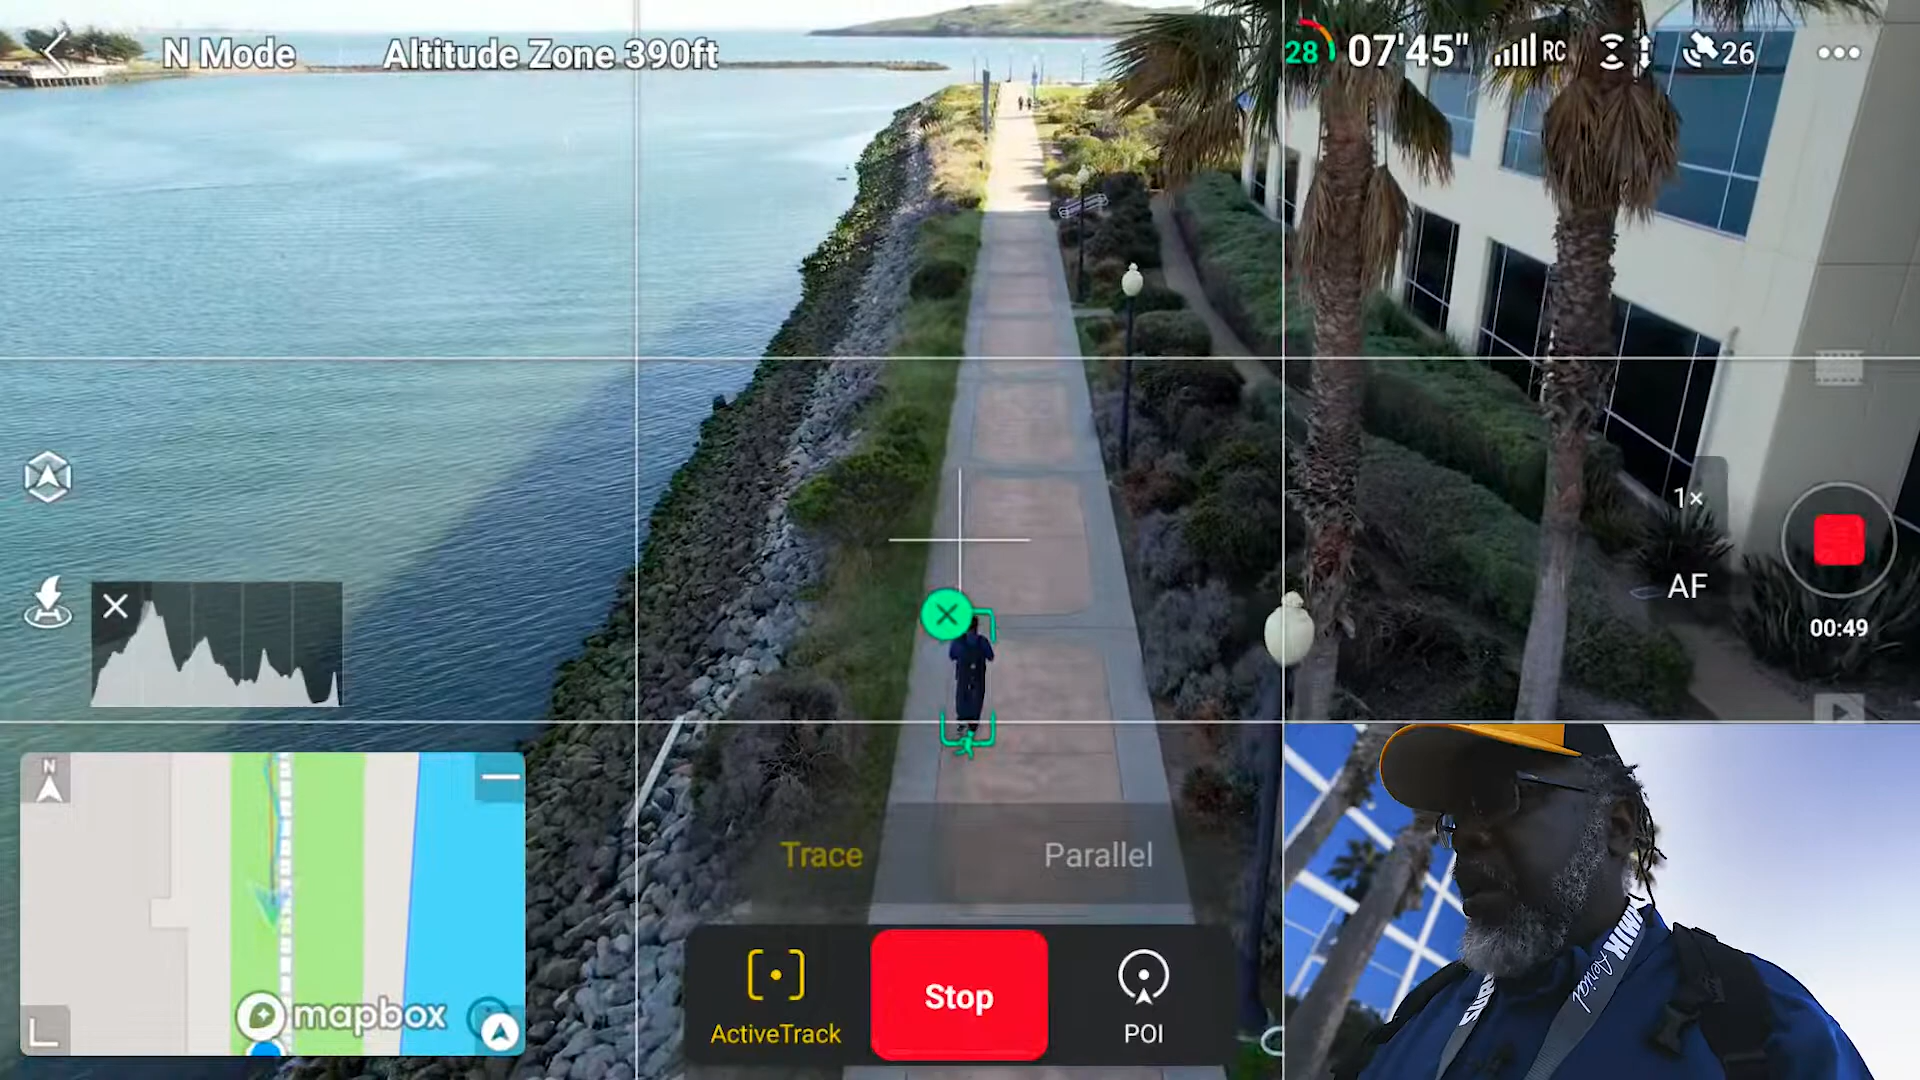 N Mode
Altitude Zone 390ft
28
07'45"
RC
26
1×
AF
00:49
N
mapbox
Trace
Parallel
ActiveTrack
Stop
POI
Aerial